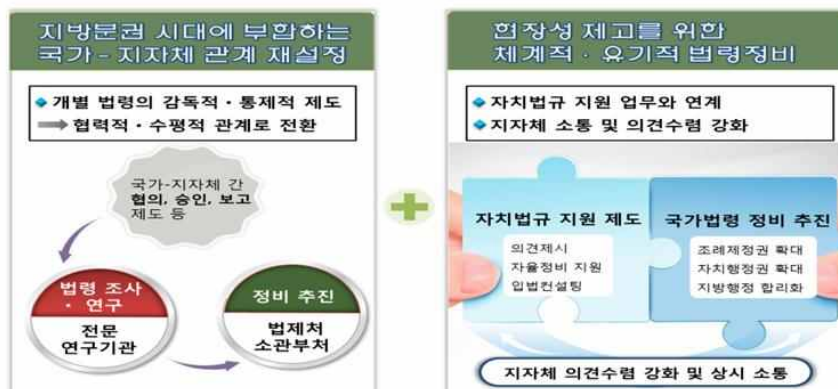 지방분권 시대에 부합하는
국가 - 지자체 관계 재설정
개별 법령의 감독적 · 통제적 제도
협력적 · 수평적 관계로 전환
국가-지자체 간
협의, 승인, 보고
제도 등
법령 조사
· 연구
전문
연구기관
정비 추진
법제처
소관부처
현장성 제고를 위한
체계적 · 유기적 법령정비
자치법규 지원 업무와 연계
지자체 소통 및 의견수렴 강화
자치법규 지원 제도
의견제시
자율정비 지원
입법컨설팅
국가법령 정비 추진
조례제정권 확대
자치행정권 확대
지방행정 합리화
지자체 의견수렴 강화 및 상시 소통